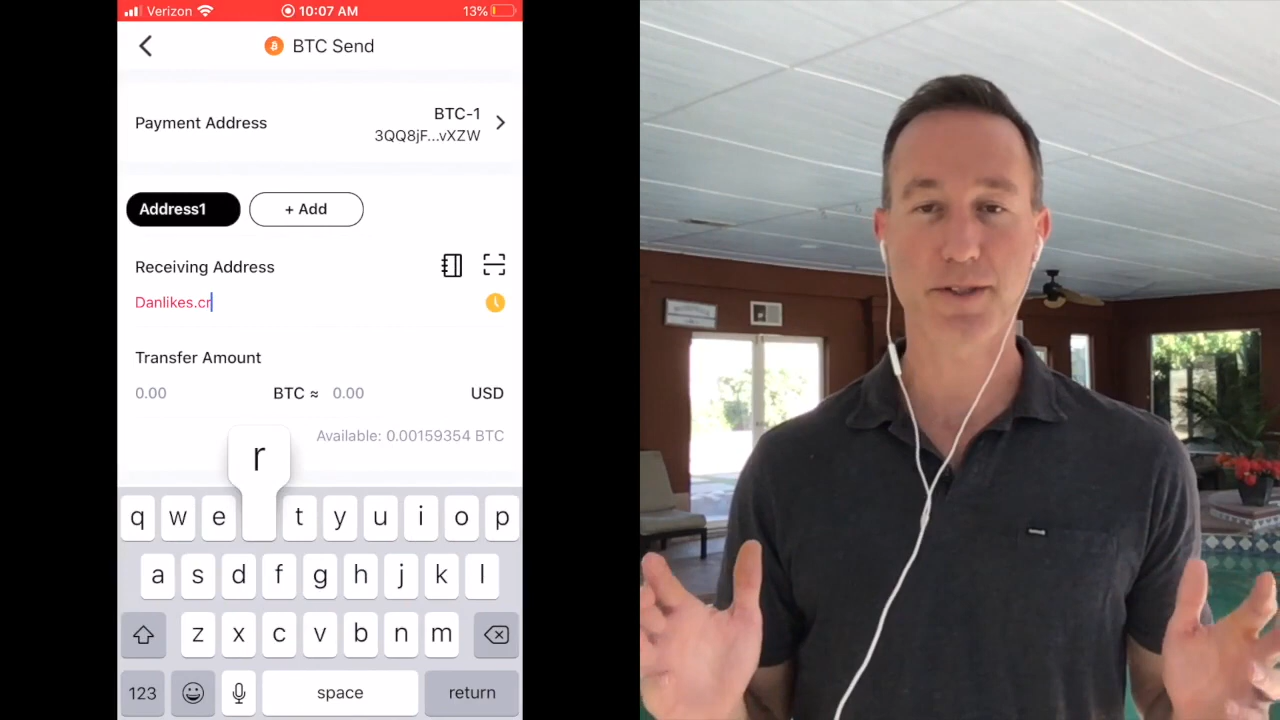 Verizon 10:07 AM 13%
BTC Send
Payment Address
BTC-1
3QQ8jF...vXZW
Address1
+ Add
Receiving Address
Danlikes.cr
Transfer Amount
0.00 BTC ≈ 0.00 USD
Available: 0.00159354 BTC
r
q w e t y u i o p
a s d f g h j k l
z x c v b n m
123 space return